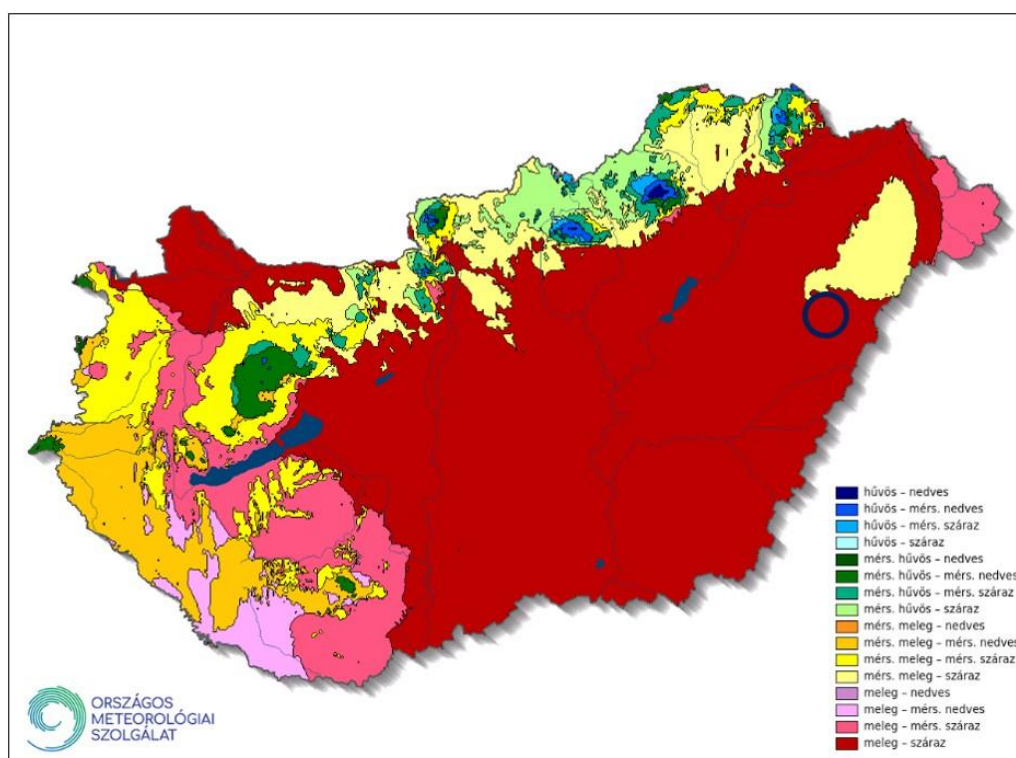 hűvös – nedves
hűvös – mérs. nedves
hűvös – mérs. száraz
hűvös – száraz
mérs. hűvös – nedves
mérs. hűvös – mérs. nedves
mérs. hűvös – mérs. száraz
mérs. hűvös – száraz
mérs. meleg – nedves
mérs. meleg – mérs. nedves
mérs. meleg – mérs. száraz
mérs. meleg – száraz
meleg – nedves
meleg – mérs. nedves
meleg – mérs. száraz
meleg – száraz
ORSZÁGOS
METEOROLÓGIAI
SZOLGÁLAT